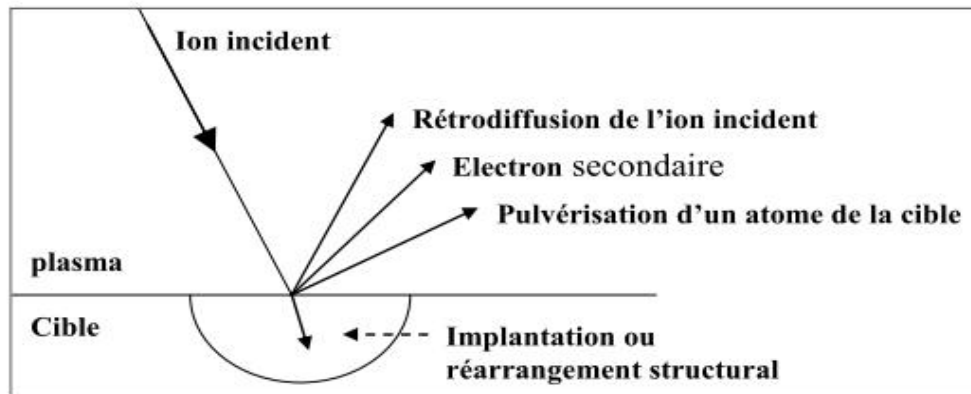 Ion incident
Rétrodiffusion de l’ion incident
Electron secondaire
Pulvérisation d’un atome de la cible
plasma
Cible
Implantation ou
réarrangement structural